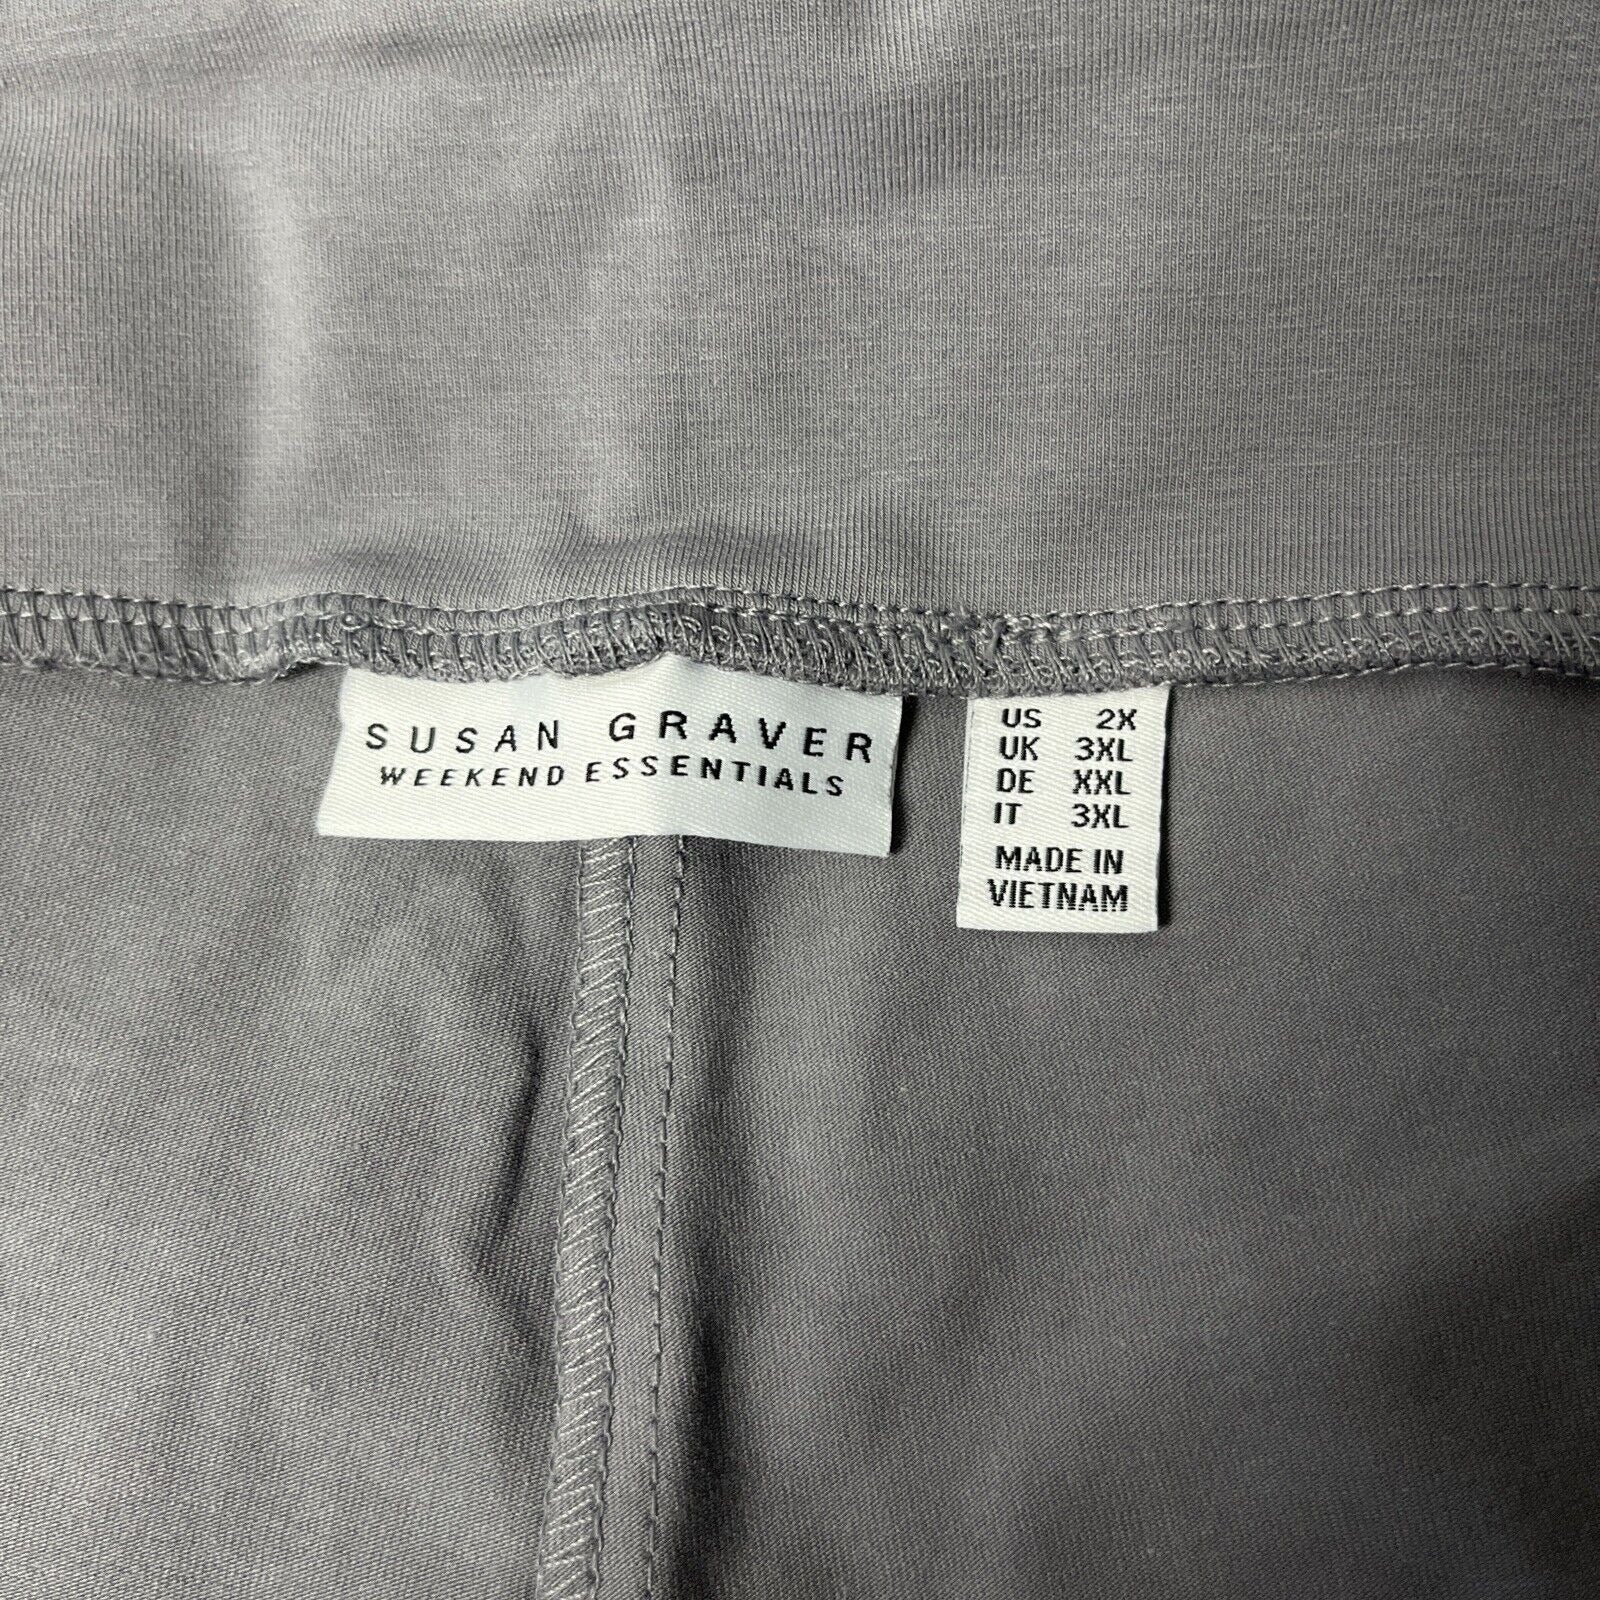 SUSAN GRAVER
WEEKEND ESSENTIALS
US 2X
UK 3XL
DE XXL
IT 3XL
MADE IN
VIETNAM